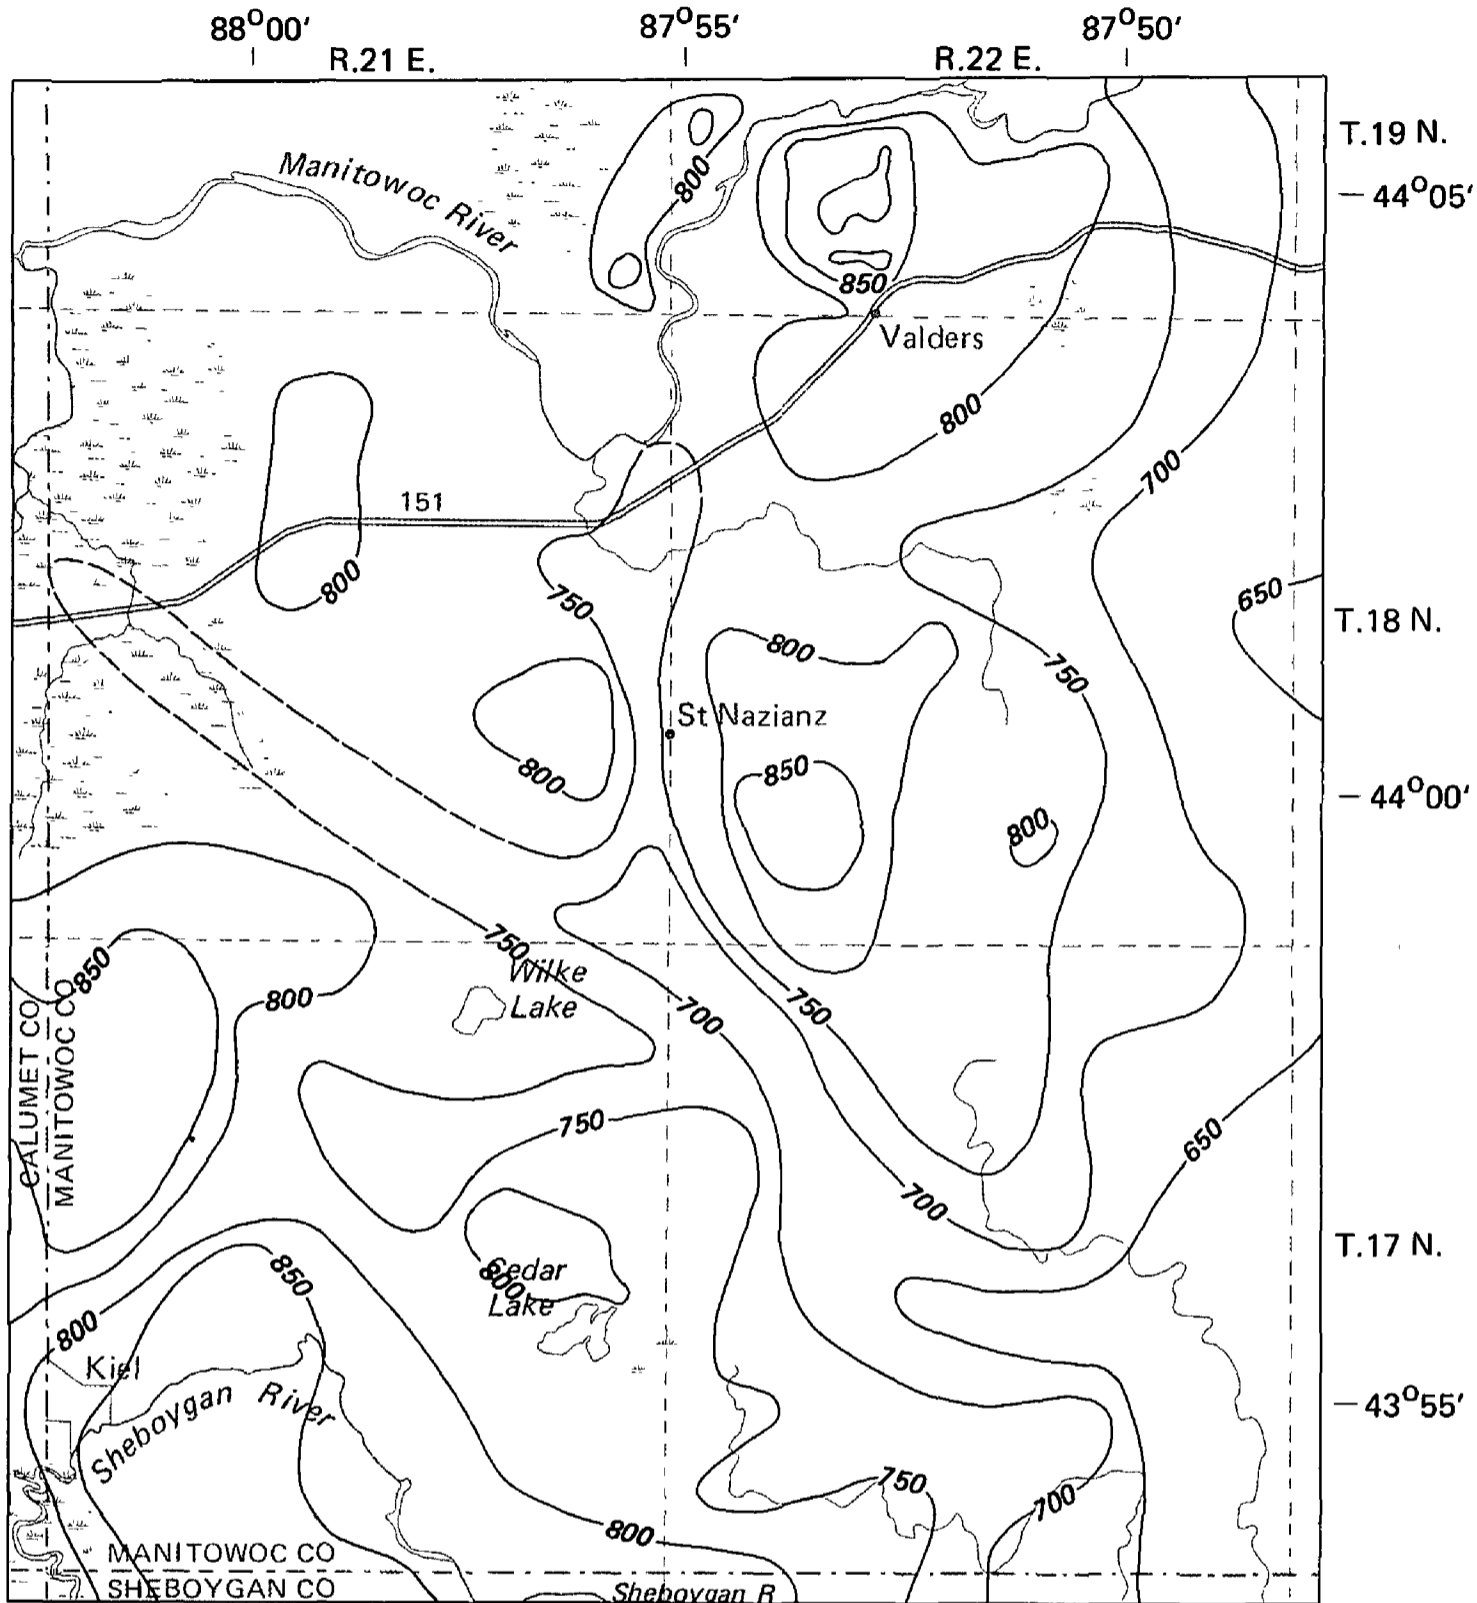 88°00' 87°55' 87°50'
R.21 E. R.22 E.
T.19 N.
44°05'
Manitowoc River
800
850
Valders
800
700
151
800
750
650
T.18 N.
800
750
St Nazianz
800
850
44°00'
800
750
850
Wilke
Lake
800
700
750
CALUMET CO
MANITOWOC CO
750
650
700
T.17 N.
850
Cedar
800
Lake
800
Kiel
Sheboygan River
43°55'
750
700
800
MANITOWOC CO
SHEBOYGAN CO
Sheboygan R